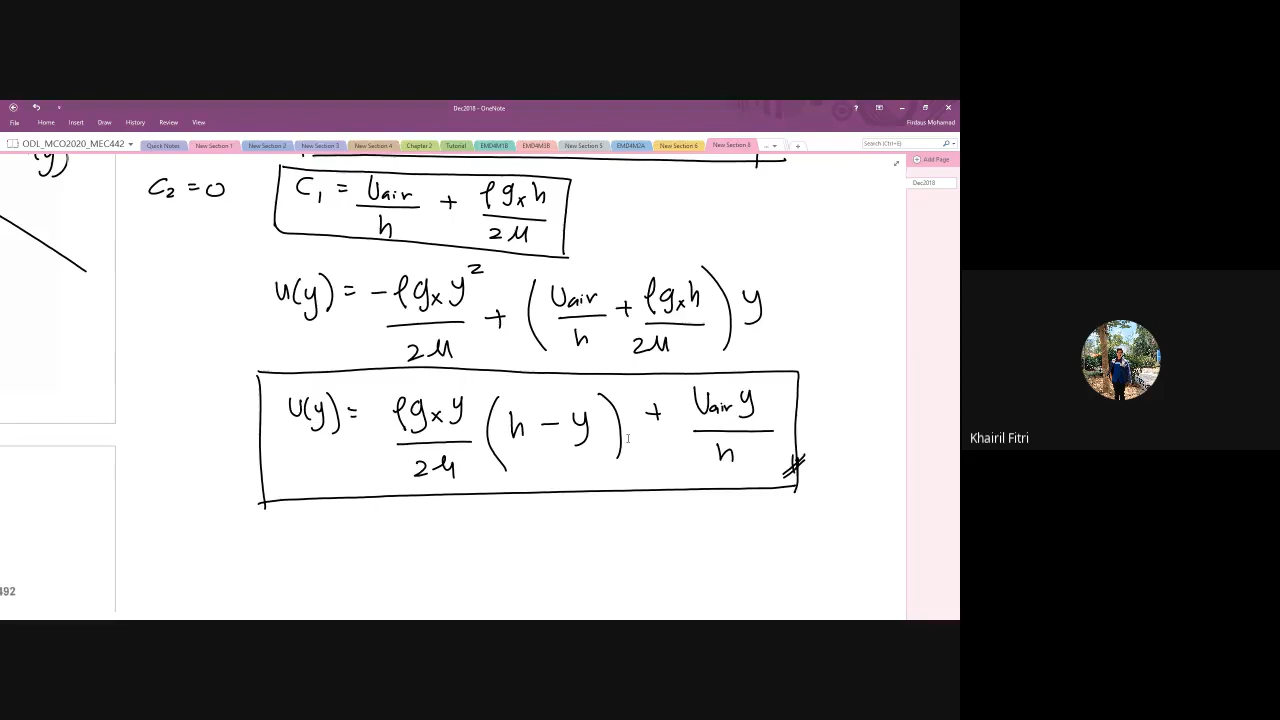 Dec2018 - OneNote
File Home Insert Draw History Review View
Firdaus Mohamad
ODL_MCO2020_MEC442 Quick Notes New Section 1 New Section 2 New Section 3 New Section 4 Chapter 2 Tutorial EMD4M1B EMD4M3B New Section 5 EMD4M2A New Section 6 New Section 8
Search (Ctrl+E)
Add Page
Dec2018
(y)
C₂ = 0
C₁ = Uair/h + ρgₓh/2μ
u(y) = -ρgₓy²/2μ + (Uair/h + ρgₓh/2μ) y
U(y) = ρgₓy/2μ (h - y) + Uair y/h
492
Khairil Fitri